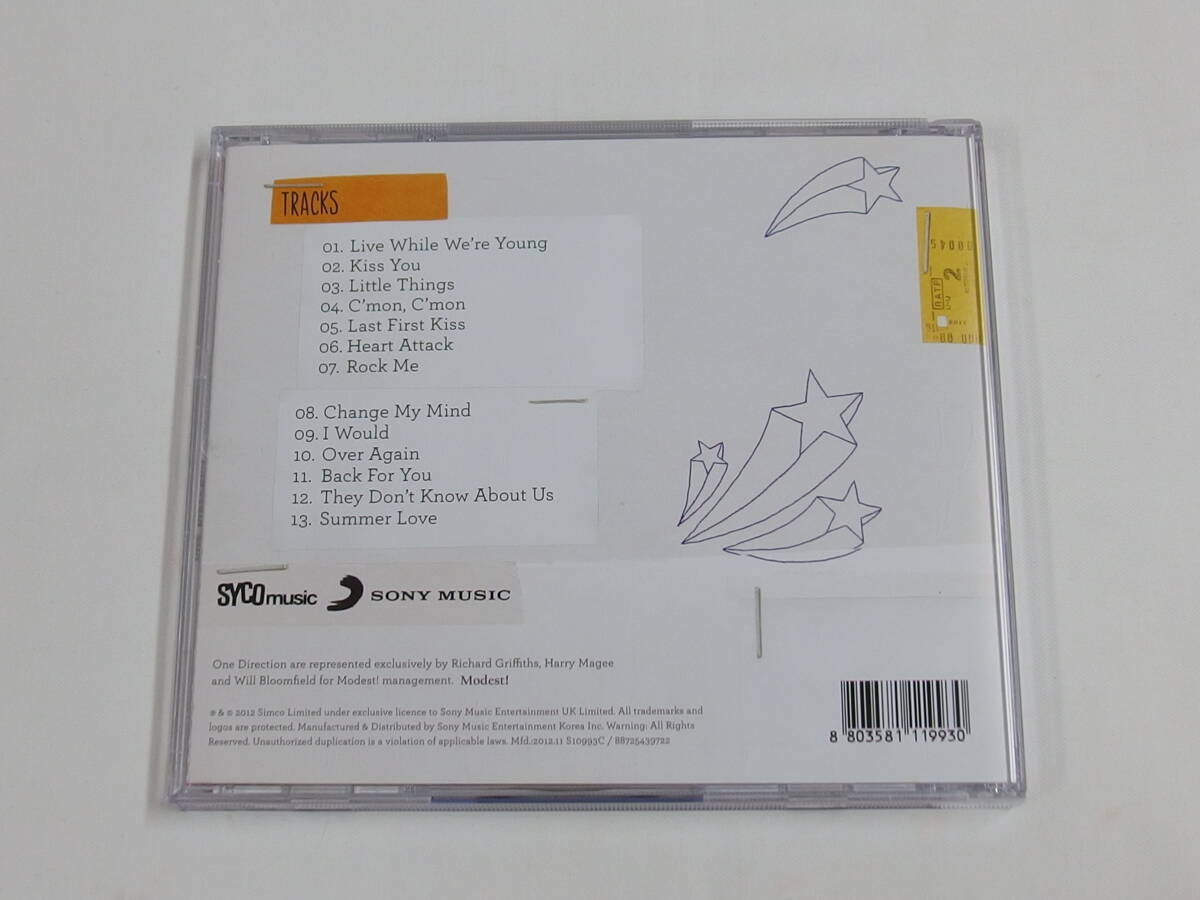 TRACKS
01. Live While We're Young
02. Kiss You
03. Little Things
04. C'mon, C'mon
05. Last First Kiss
06. Heart Attack
07. Rock Me
08. Change My Mind
09. I Would
10. Over Again
11. Back For You
12. They Don't Know About Us
13. Summer Love
00045
2
RATP
SYCOmusic SONY MUSIC
One Direction are represented exclusively by Richard Griffiths, Harry Magee
and Will Bloomfield for Modest! management. Modest!
℗ & © 2012 Simco Limited under exclusive licence to Sony Music Entertainment UK Limited. All trademarks and
logos are protected. Manufactured & Distributed by Sony Music Entertainment Korea Inc. Warning: All Rights
Reserved. Unauthorized duplication is a violation of applicable laws. Mfd.:2012.11 S10993C / 88725439722
8 803581 119930